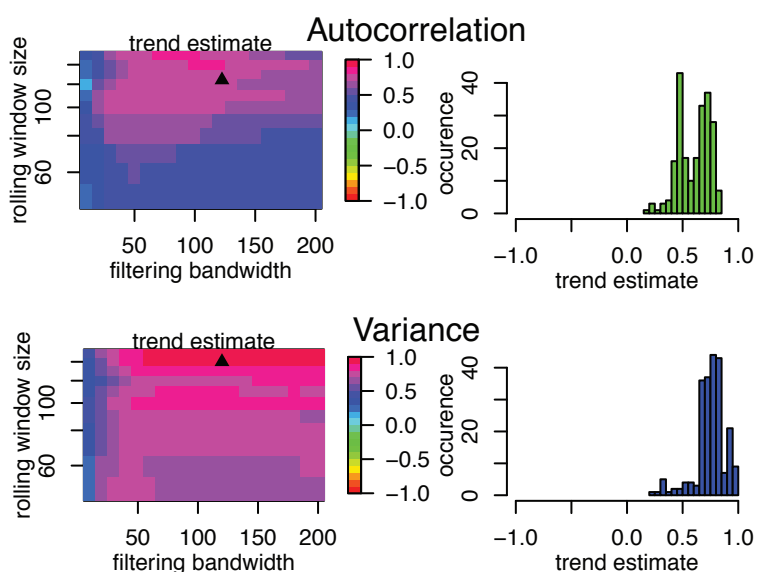 Autocorrelation
trend estimate
rolling window size
100
60
50 100 150 200
filtering bandwidth
1.0
0.5
0.0
−0.5
−1.0
occurence
40
20
0
−1.0 0.0 0.5 1.0
trend estimate
Variance
trend estimate
rolling window size
100
60
50 100 150 200
filtering bandwidth
1.0
0.5
0.0
−0.5
−1.0
occurence
40
20
0
−1.0 0.0 0.5 1.0
trend estimate